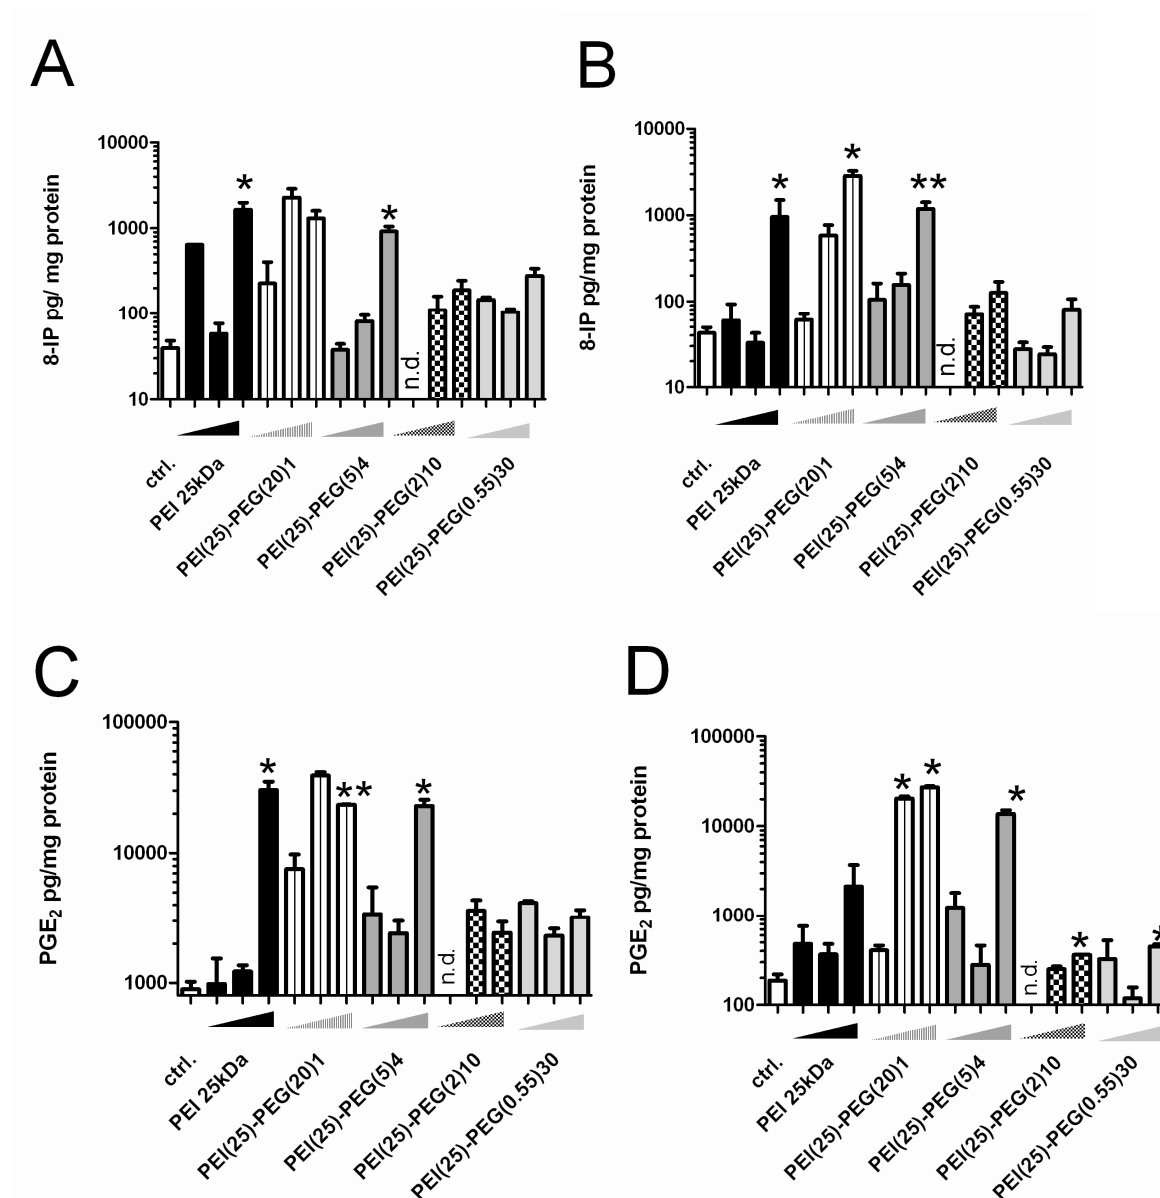 A
8-IP pg/ mg protein
10000
1000
100
10
*
*
n.d.
ctrl.
PEI 25kDa
PEI(25)-PEG(20)1
PEI(25)-PEG(5)4
PEI(25)-PEG(2)10
PEI(25)-PEG(0.55)30
B
8-IP pg/mg protein
10000
1000
100
10
*
*
**
n.d.
ctrl.
PEI 25kDa
PEI(25)-PEG(20)1
PEI(25)-PEG(5)4
PEI(25)-PEG(2)10
PEI(25)-PEG(0.55)30
C
PGE₂ pg/mg protein
100000
10000
1000
*
**
*
n.d.
ctrl.
PEI 25kDa
PEI(25)-PEG(20)1
PEI(25)-PEG(5)4
PEI(25)-PEG(2)10
PEI(25)-PEG(0.55)30
D
PGE₂ pg/mg protein
100000
10000
1000
100
*
*
*
n.d.
*
*
ctrl.
PEI 25kDa
PEI(25)-PEG(20)1
PEI(25)-PEG(5)4
PEI(25)-PEG(2)10
PEI(25)-PEG(0.55)30